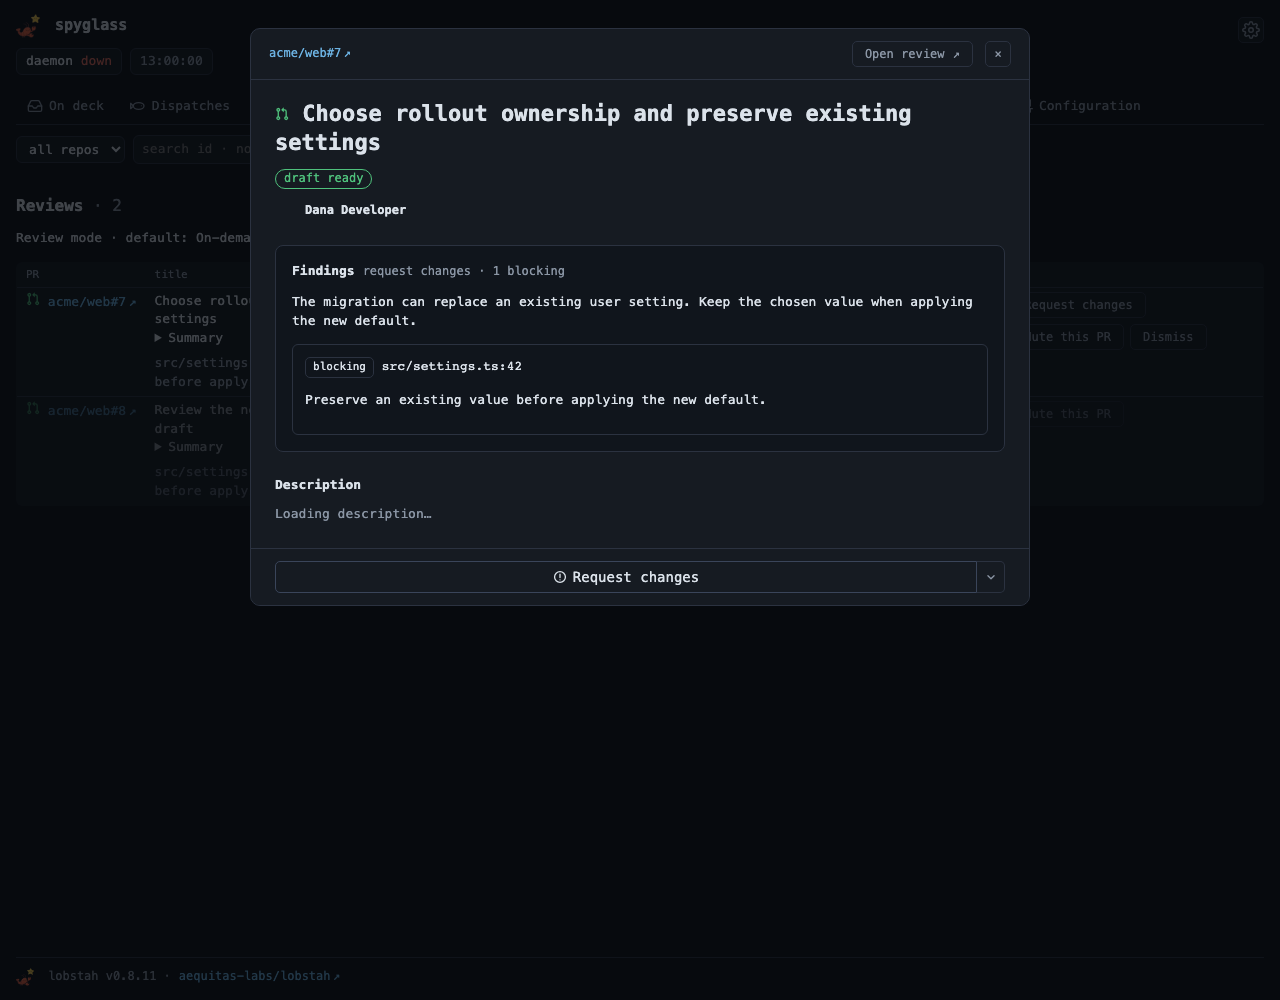 spyglass
daemon down
13:00:00
On deck
Dispatches
Configuration
all repos
search id · no
Reviews · 2
Review mode · default: On-dema
PR
title
acme/web#7↗
Choose rollo
settings
▶ Summary
src/settings
before apply
equest changes
ute this PR
Dismiss
acme/web#8↗
Review the n
draft
▶ Summary
src/settings
before apply
ute this PR
acme/web#7↗
Open review ↗
×
Choose rollout ownership and preserve existing
settings
draft ready
Dana Developer
Findings request changes · 1 blocking
The migration can replace an existing user setting. Keep the chosen value when applying
the new default.
blocking src/settings.ts:42
Preserve an existing value before applying the new default.
Description
Loading description…
Request changes
lobstah v0.8.11 · aequitas-labs/lobstah↗